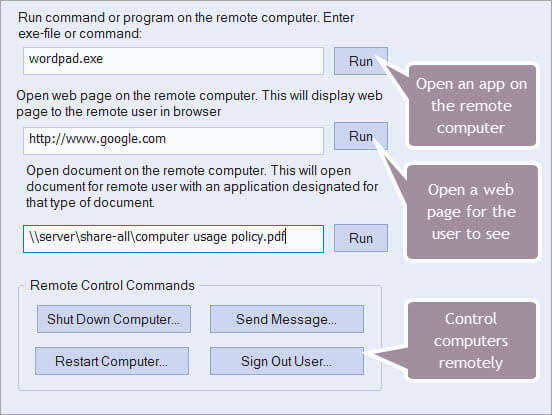 Run command or program on the remote computer. Enter
exe-file or command:
wordpad.exe
Run
Open an app on
the remote
computer
Open web page on the remote computer. This will display web
page to the remote user in browser
http://www.google.com
Run
Open a web
page for the
user to see
Open document on the remote computer. This will open
document for remote user with an application designated for
that type of document.
\\server\share-all\computer usage policy.pdf
Run
Remote Control Commands
Shut Down Computer...
Send Message...
Restart Computer...
Sign Out User...
Control
computers
remotely